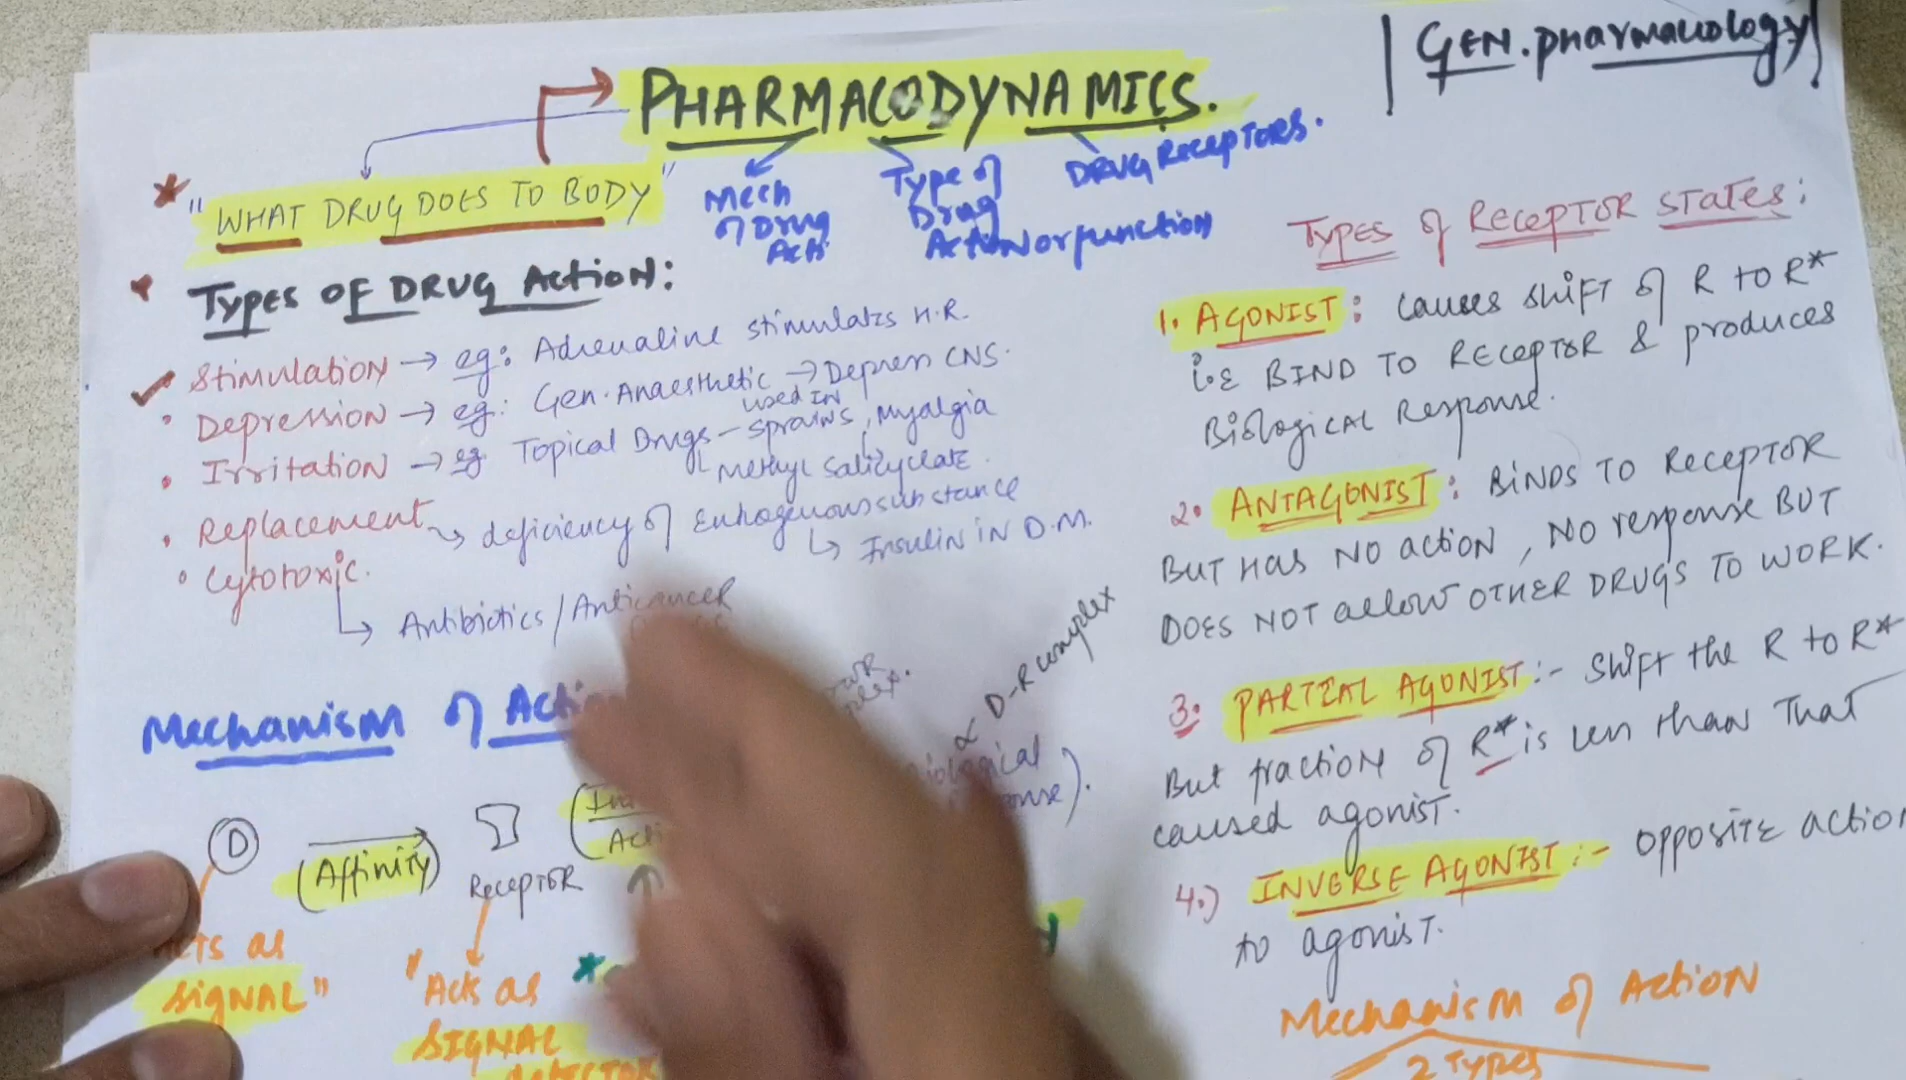 GEN. pharmacology
PHARMACODYNAMICS.
"WHAT DRUG DOES TO BODY"
Mech
of Drug
Actn
Type of
Drug
Action or function
DRUG RECEPTORS.
TYPES OF DRUG Action:
Stimulation → eg: Adrenaline stimulates H.R.
• Depression → eg: Gen. Anaesthetic → Depress CNS.
• Irritation → eg Topical Drugs - used IN sprains, Myalgia
Methyl Salicyclate.
• Replacement → deficiency of Endogenous substance
↳ Insulin in D.M.
• Cytotoxic.
↳ Antibiotics / Anticancer
Mechanism of Acti
D
(Affinity)
Receptor
Acti
∝ D-R complex
signal"
"Acts as
SIGNAL
Types of Receptor states:
1. AGONIST: causes shift of R to R*
i.e BIND TO RECEPTOR & produces
Biological Response.
2. ANTAGONIST: BINDS TO RECEPTOR
BUT HAS NO action, NO response BUT
DOES NOT allow OTHER DRUGS TO WORK.
3. PARTIAL AGONIST:- Shift the R to R*
But fraction of R* is less than That
caused agonist.
4.) INVERSE AGONIST:- OPPOSITE action
to agonist.
Mechanism of Action
2 Types